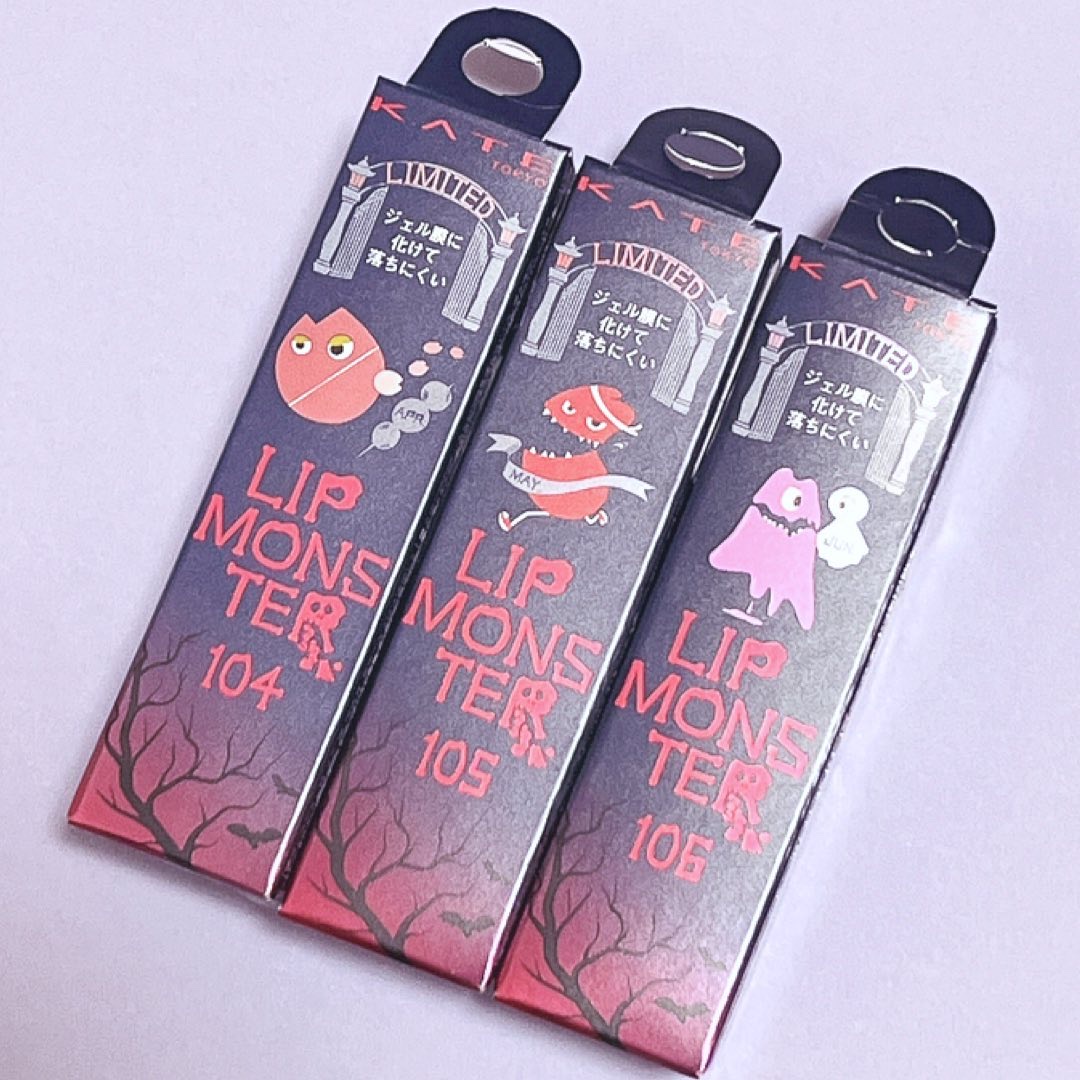 KATE
TOKYO
LIMITED
ジェル膜に
化けて
落ちにくい
APR
LIP
MONS
TER
104
KATE
TOKYO
LIMITED
ジェル膜に
化けて
落ちにくい
MAY
LIP
MONS
TER
105
KATE
TOKYO
LIMITED
ジェル膜に
化けて
落ちにくい
JUN
LIP
MONS
TER
106